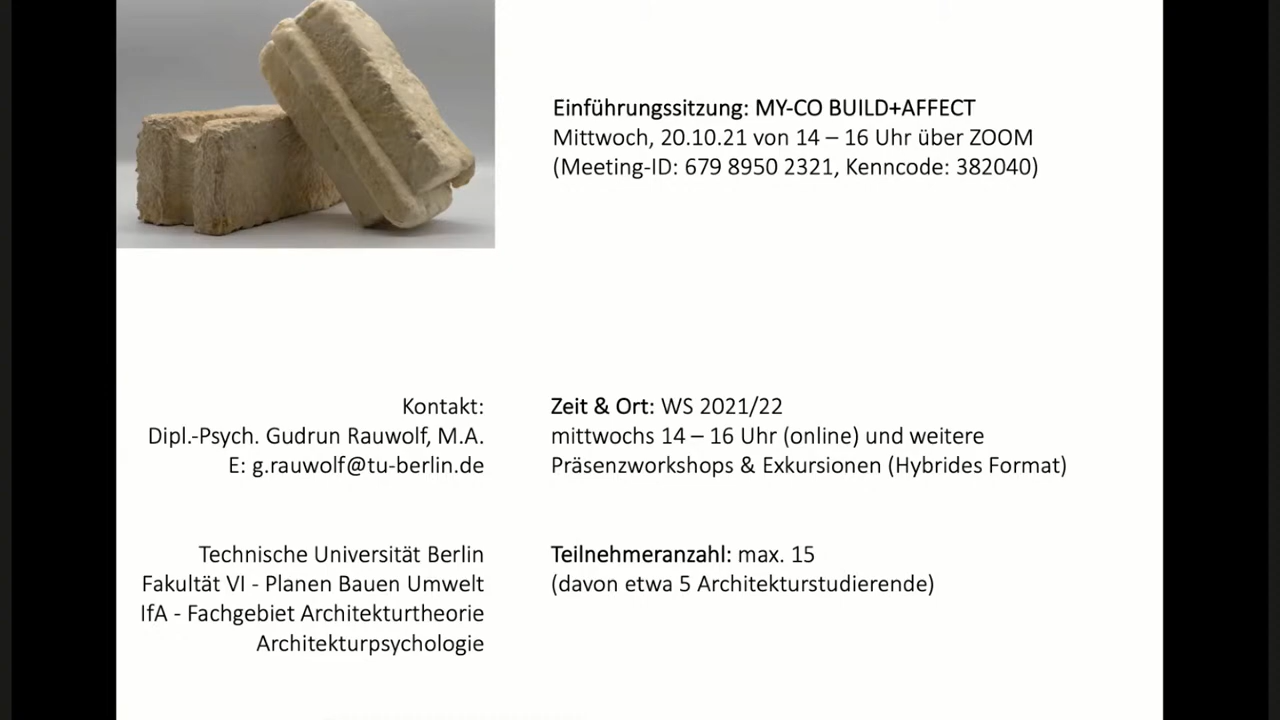 Einführungssitzung: MY-CO BUILD+AFFECT
Mittwoch, 20.10.21 von 14 – 16 Uhr über ZOOM
(Meeting-ID: 679 8950 2321, Kenncode: 382040)
Kontakt:
Dipl.-Psych. Gudrun Rauwolf, M.A.
E: g.rauwolf@tu-berlin.de
Zeit & Ort: WS 2021/22
mittwochs 14 – 16 Uhr (online) und weitere
Präsenzworkshops & Exkursionen (Hybrides Format)
Technische Universität Berlin
Fakultät VI - Planen Bauen Umwelt
IfA - Fachgebiet Architekturtheorie
Architekturpsychologie
Teilnehmeranzahl: max. 15
(davon etwa 5 Architekturstudierende)